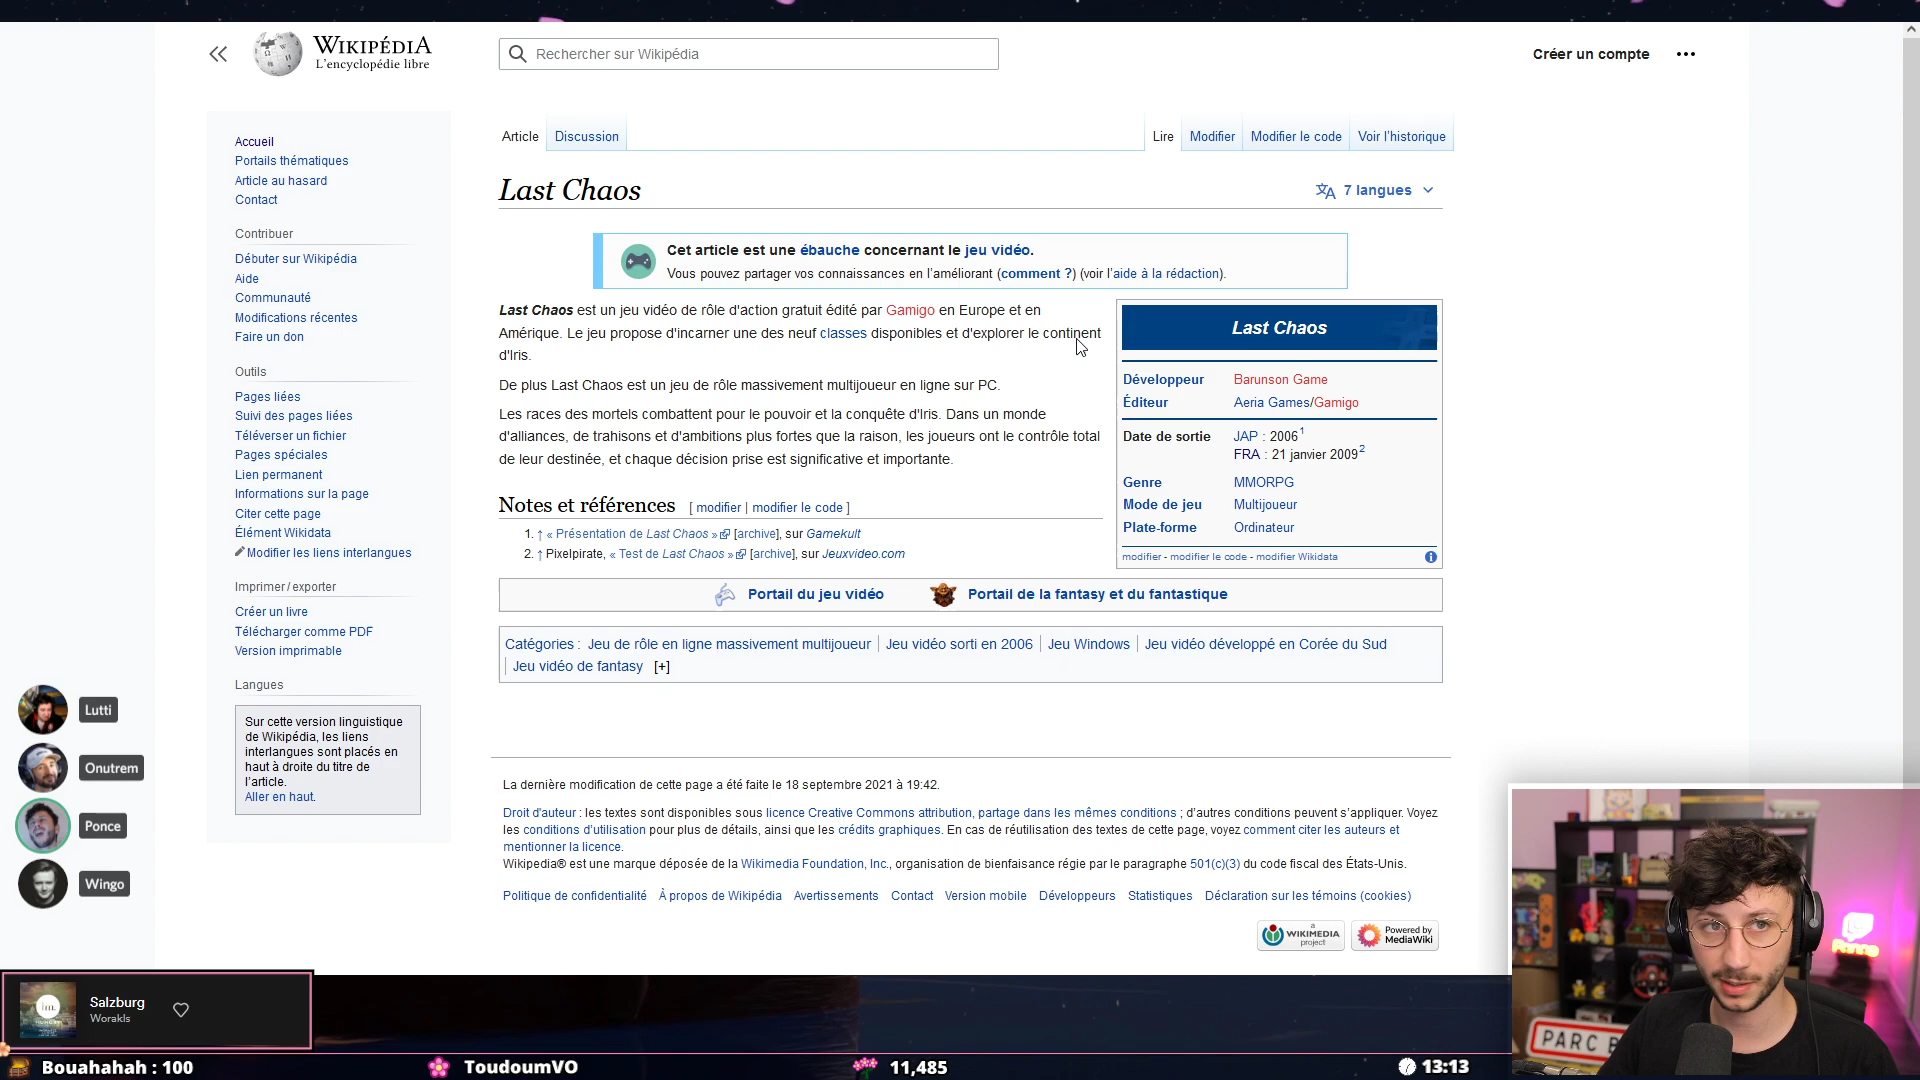 WIKIPÉDIA
L'encyclopédie libre
Rechercher sur Wikipédia
Créer un compte
Accueil
Portails thématiques
Article au hasard
Contact
Contribuer
Débuter sur Wikipédia
Aide
Communauté
Modifications récentes
Faire un don
Outils
Pages liées
Suivi des pages liées
Téléverser un fichier
Pages spéciales
Lien permanent
Informations sur la page
Citer cette page
Élément Wikidata
Modifier les liens interlangues
Imprimer / exporter
Créer un livre
Télécharger comme PDF
Version imprimable
Langues
Sur cette version linguistique
de Wikipédia, les liens
interlangues sont placés en
haut à droite du titre de
l'article.
Aller en haut.
Article Discussion Lire Modifier Modifier le code Voir l'historique
Last Chaos
7 langues
Cet article est une ébauche concernant le jeu vidéo.
Vous pouvez partager vos connaissances en l'améliorant (comment ?) (voir l'aide à la rédaction).
Last Chaos est un jeu vidéo de rôle d'action gratuit édité par Gamigo en Europe et en
Amérique. Le jeu propose d'incarner une des neuf classes disponibles et d'explorer le continent
d'Iris.
De plus Last Chaos est un jeu de rôle massivement multijoueur en ligne sur PC.
Les races des mortels combattent pour le pouvoir et la conquête d'Iris. Dans un monde
d'alliances, de trahisons et d'ambitions plus fortes que la raison, les joueurs ont le contrôle total
de leur destinée, et chaque décision prise est significative et importante.
Last Chaos
Développeur Barunson Game
Éditeur Aeria Games/Gamigo
Date de sortie JAP : 2006 1
FRA : 21 janvier 2009 2
Genre MMORPG
Mode de jeu Multijoueur
Plate-forme Ordinateur
modifier - modifier le code - modifier Wikidata
Notes et références [ modifier | modifier le code ]
1. ↑ « Présentation de Last Chaos » [archive], sur Gamekult
2. ↑ Pixelpirate, « Test de Last Chaos » [archive], sur Jeuxvideo.com
Portail du jeu vidéo Portail de la fantasy et du fantastique
Catégories : Jeu de rôle en ligne massivement multijoueur | Jeu vidéo sorti en 2006 | Jeu Windows | Jeu vidéo développé en Corée du Sud
| Jeu vidéo de fantasy [+]
La dernière modification de cette page a été faite le 18 septembre 2021 à 19:42.
Droit d'auteur : les textes sont disponibles sous licence Creative Commons attribution, partage dans les mêmes conditions ; d'autres conditions peuvent s'appliquer. Voyez
les conditions d'utilisation pour plus de détails, ainsi que les crédits graphiques. En cas de réutilisation des textes de cette page, voyez comment citer les auteurs et
mentionner la licence.
Wikipedia® est une marque déposée de la Wikimedia Foundation, Inc., organisation de bienfaisance régie par le paragraphe 501(c)(3) du code fiscal des États-Unis.
Politique de confidentialité À propos de Wikipédia Avertissements Contact Version mobile Développeurs Statistiques Déclaration sur les témoins (cookies)
a
WIKIMEDIA
project
Powered by
MediaWiki
Lutti
Onutrem
Ponce
Wingo
Salzburg
Worakls
PARC
Bouahahah : 100
ToudoumVO
11,485
13:13